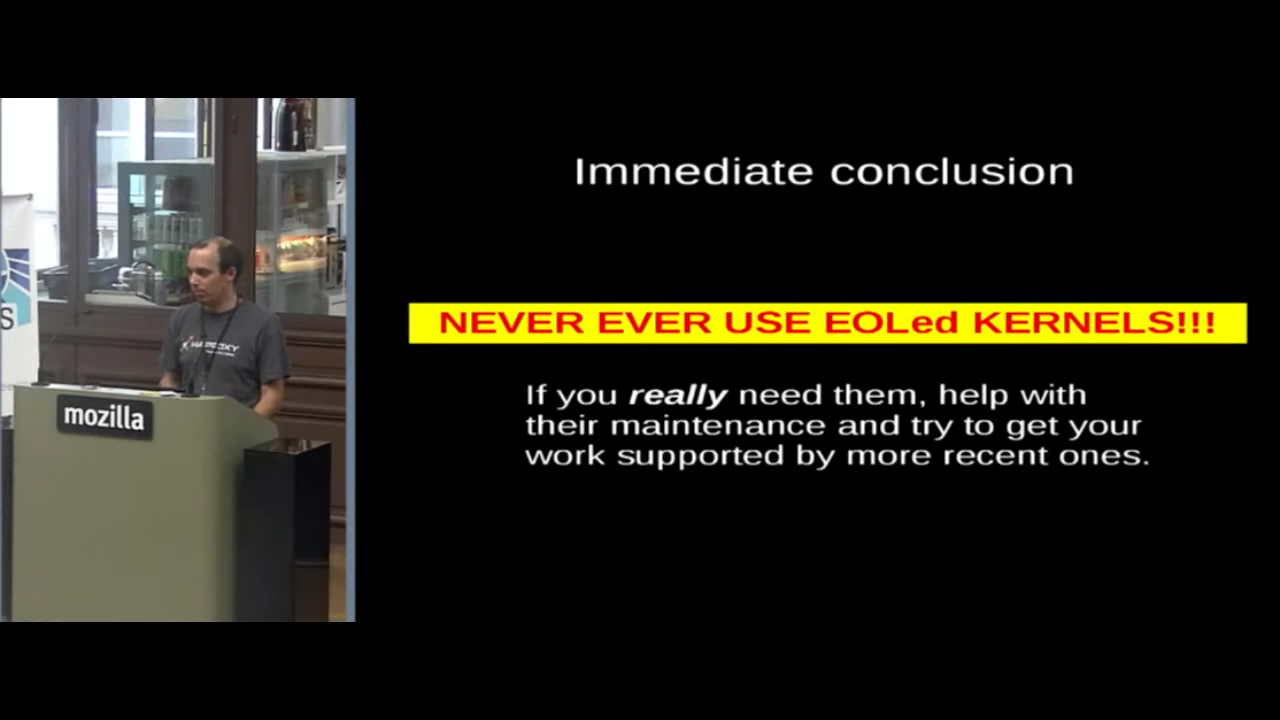 Immediate conclusion
NEVER EVER USE EOLed KERNELS!!!
If you really need them, help with
their maintenance and try to get your
work supported by more recent ones.
mozilla
S